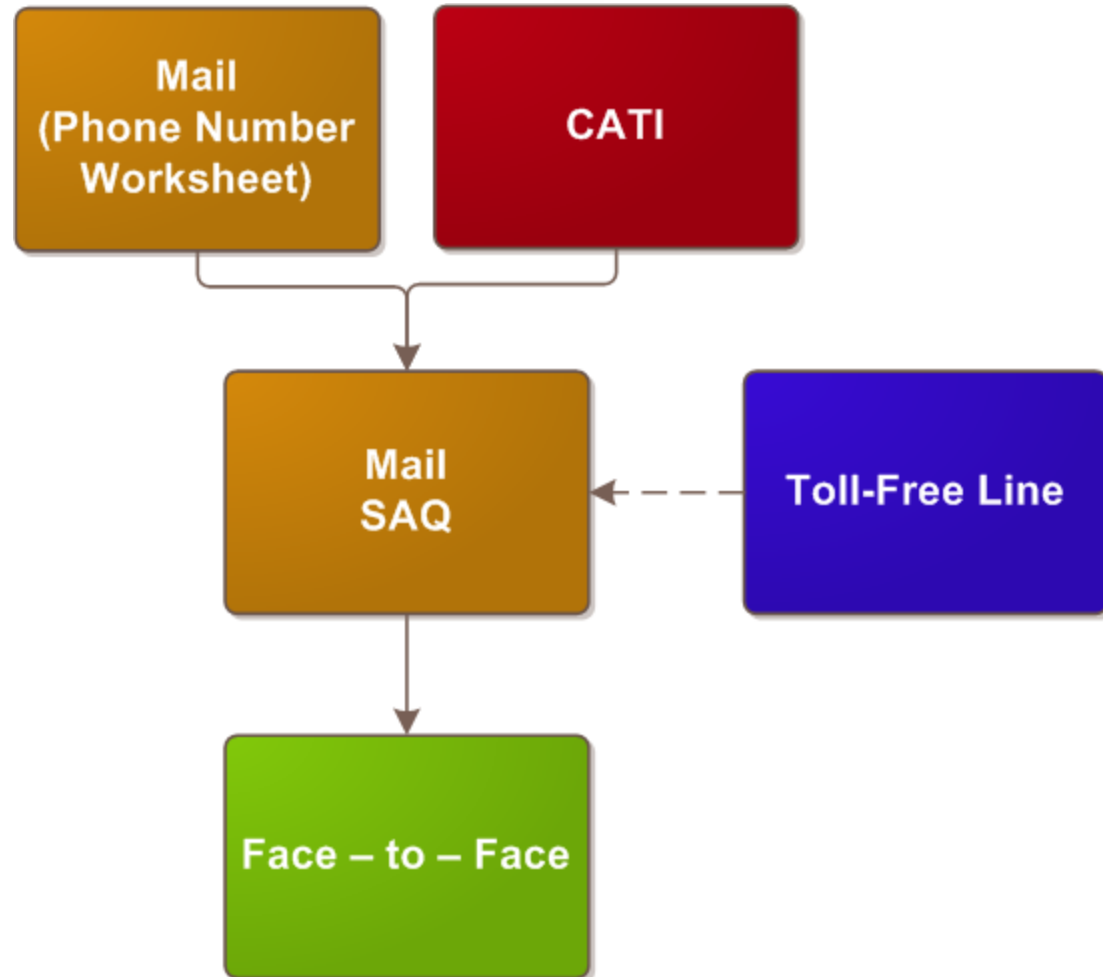 Mail
(Phone Number
Worksheet)
CATI
Mail
SAQ
Toll-Free Line
Face – to – Face